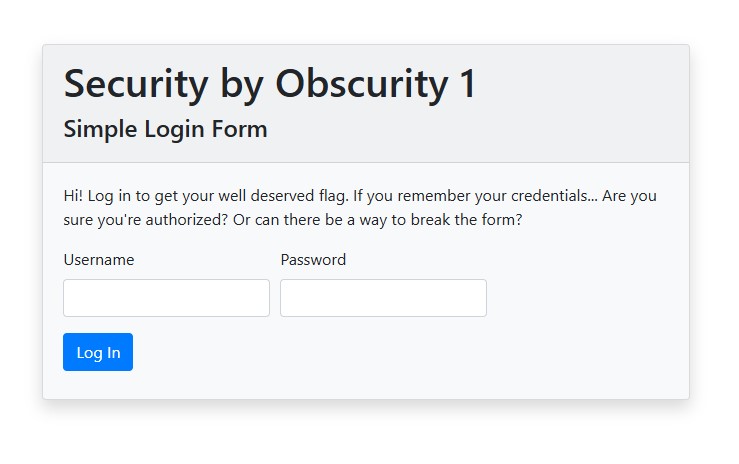 Security by Obscurity 1
Simple Login Form
Hi! Log in to get your well deserved flag. If you remember your credentials... Are you
sure you're authorized? Or can there be a way to break the form?
Username Password
Log In